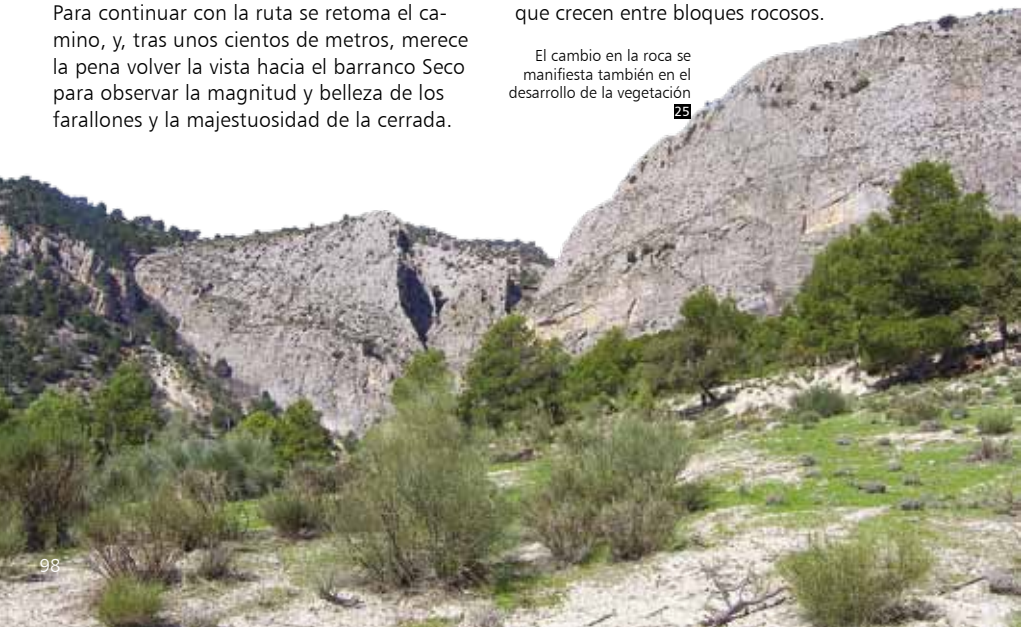 Para continuar con la ruta se retoma el ca-
mino, y, tras unos cientos de metros, merece
la pena volver la vista hacia el barranco Seco
para observar la magnitud y belleza de los
farallones y la majestuosidad de la cerrada.
que crecen entre bloques rocosos.
El cambio en la roca se
manifiesta también en el
desarrollo de la vegetación
25
98